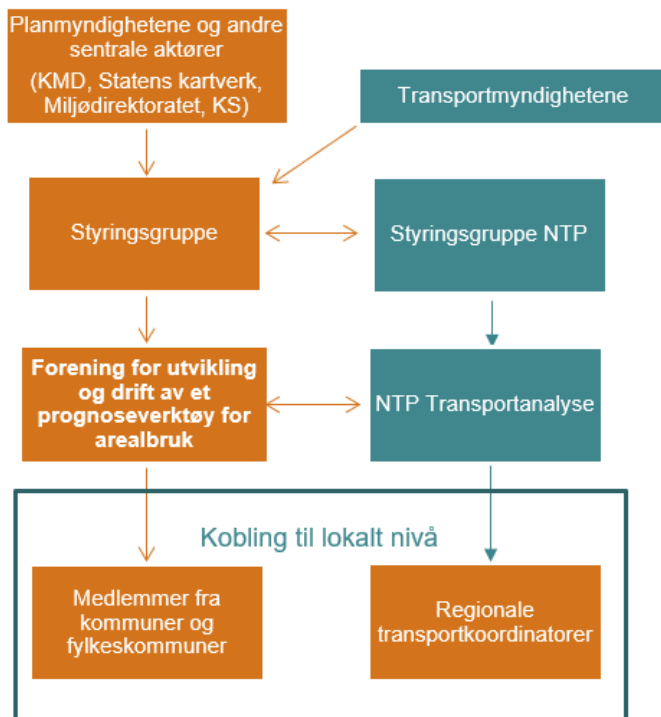 Planmyndighetene og andre
sentrale aktører
(KMD, Statens kartverk,
Miljødirektoratet, KS)
Transportmyndighetene
Styringsgruppe
Styringsgruppe NTP
Forening for utvikling
og drift av et
prognoseverktøy for
arealbruk
NTP Transportanalyse
Kobling til lokalt nivå
Medlemmer fra
kommuner og
fylkeskommuner
Regionale
transportkoordinatorer